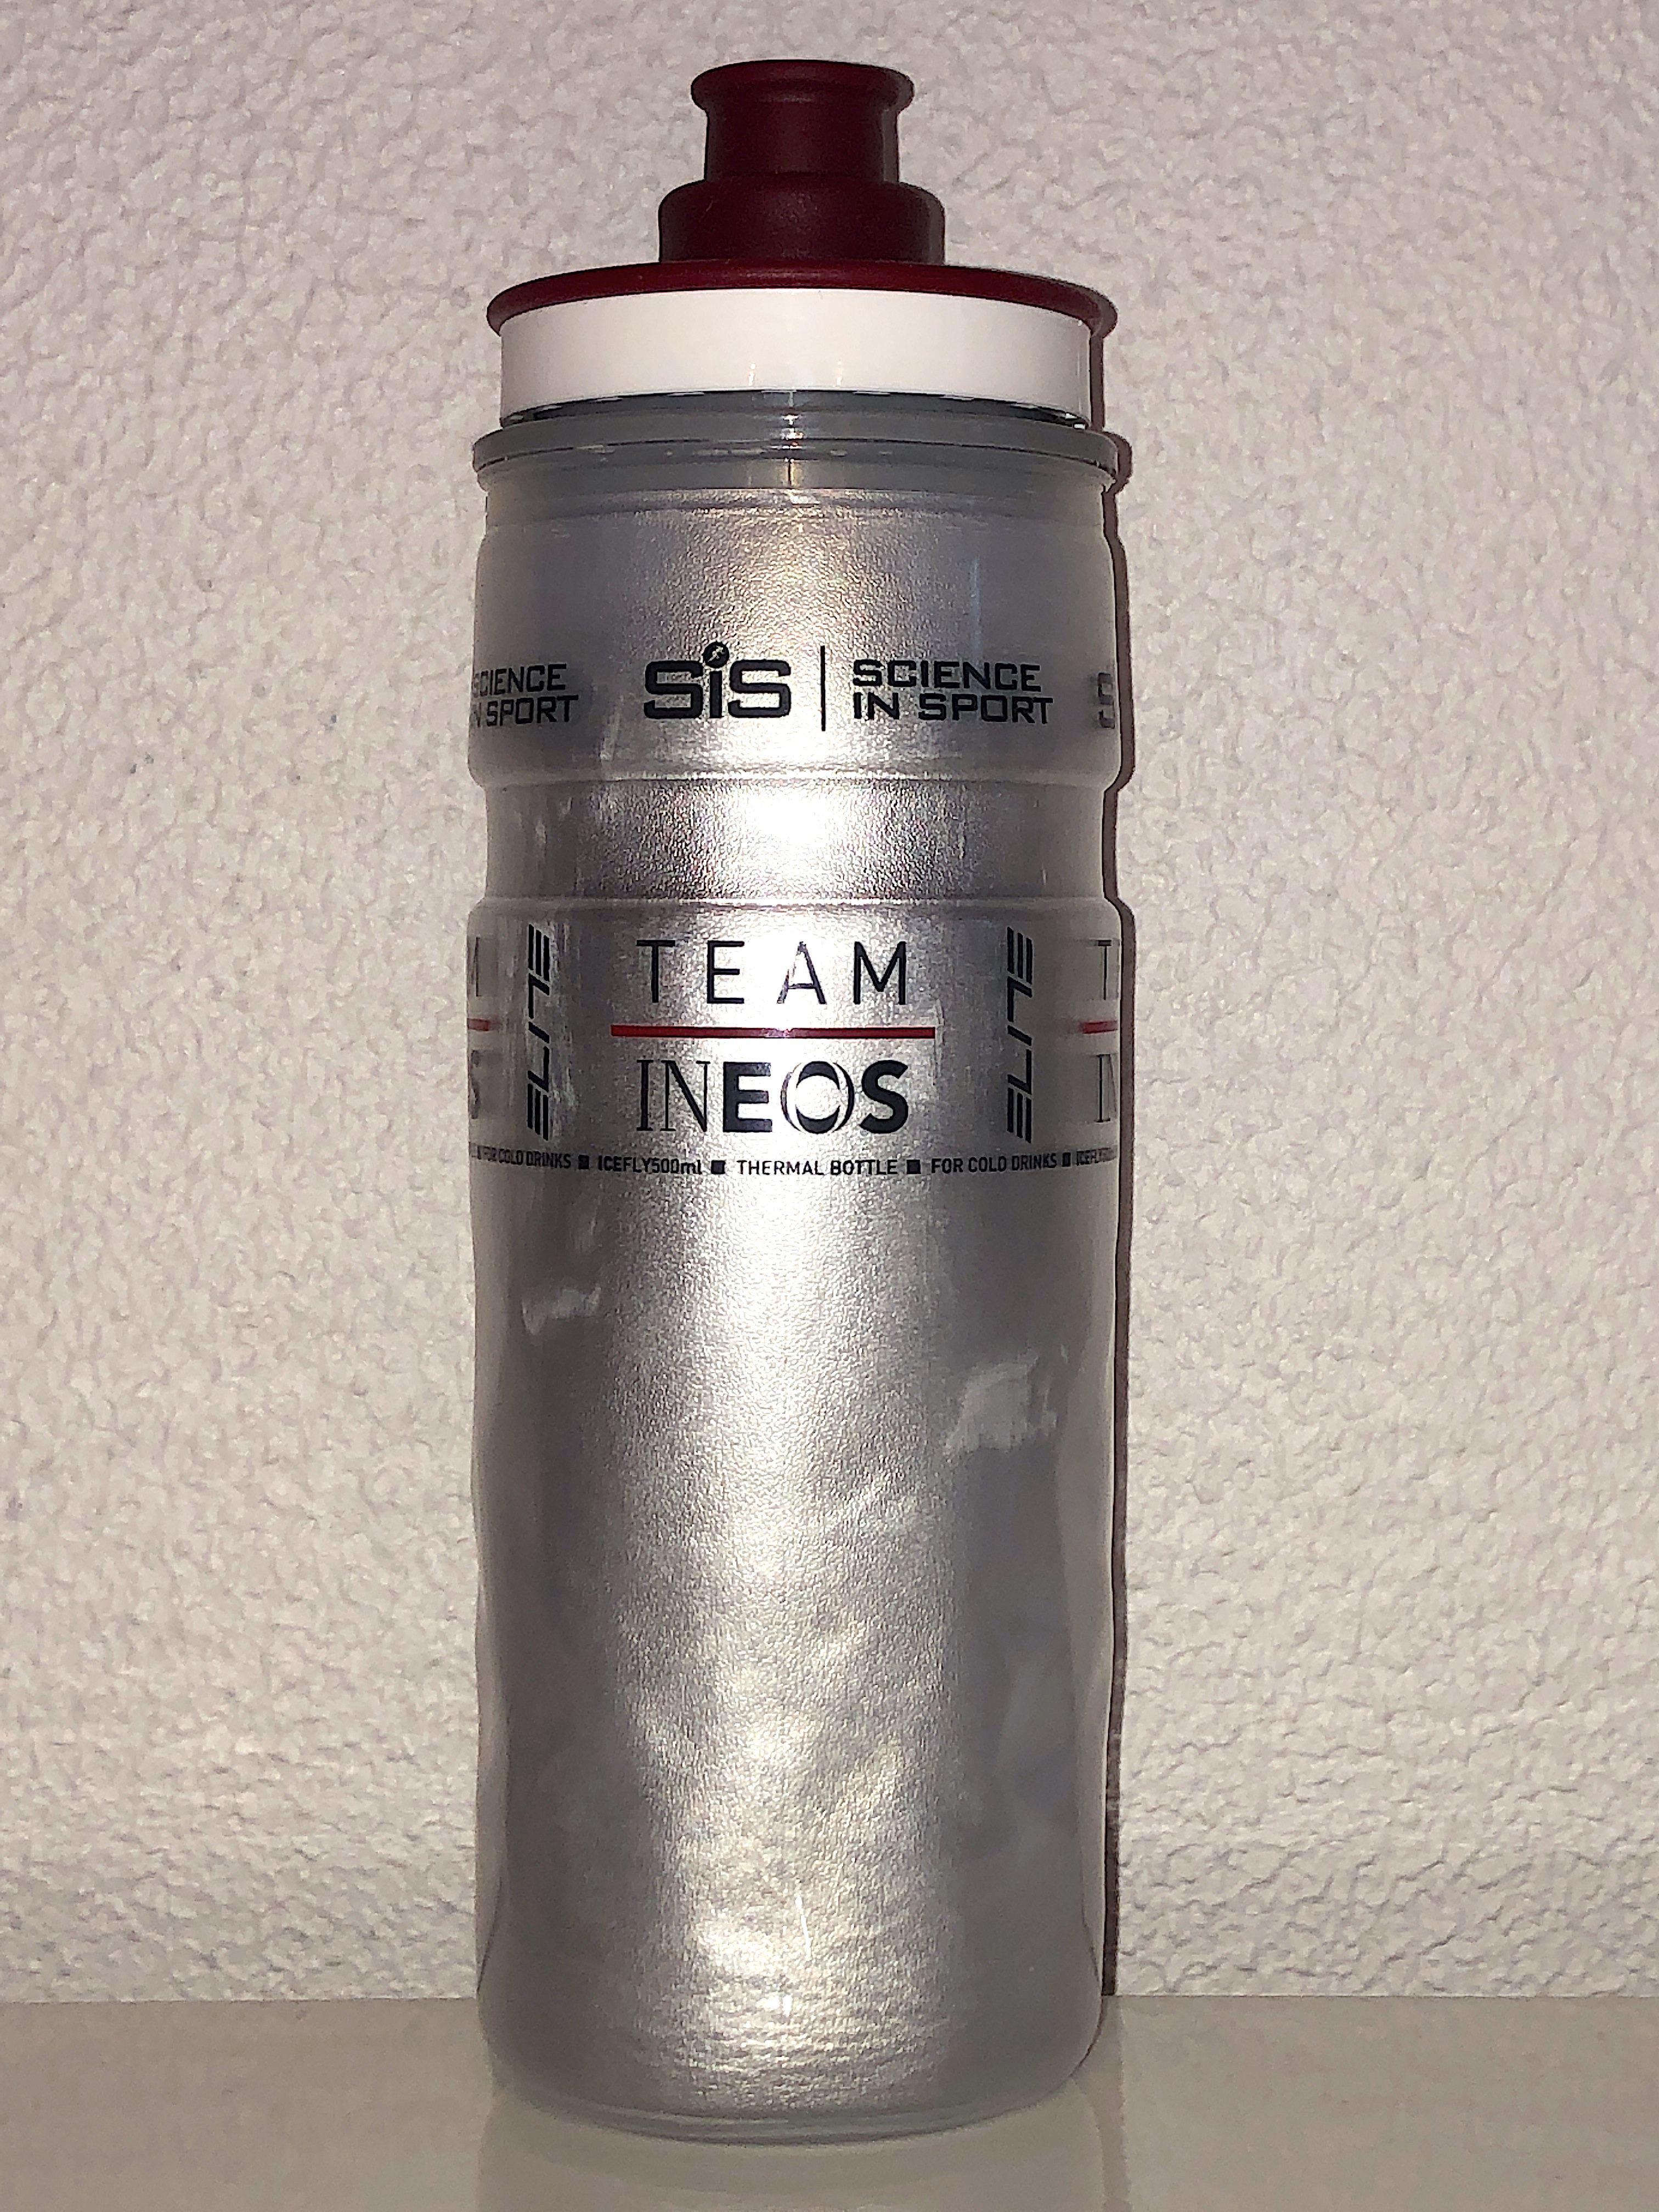 SCIENCE
IN SPORT
SiS
SCIENCE
IN SPORT
S
ELITE
TEAM
INEOS
ELITE
FOR COLD DRINKS ■ ICEFLY500ml ■ THERMAL BOTTLE ■ FOR COLD DRINKS ■ ICEFLY500